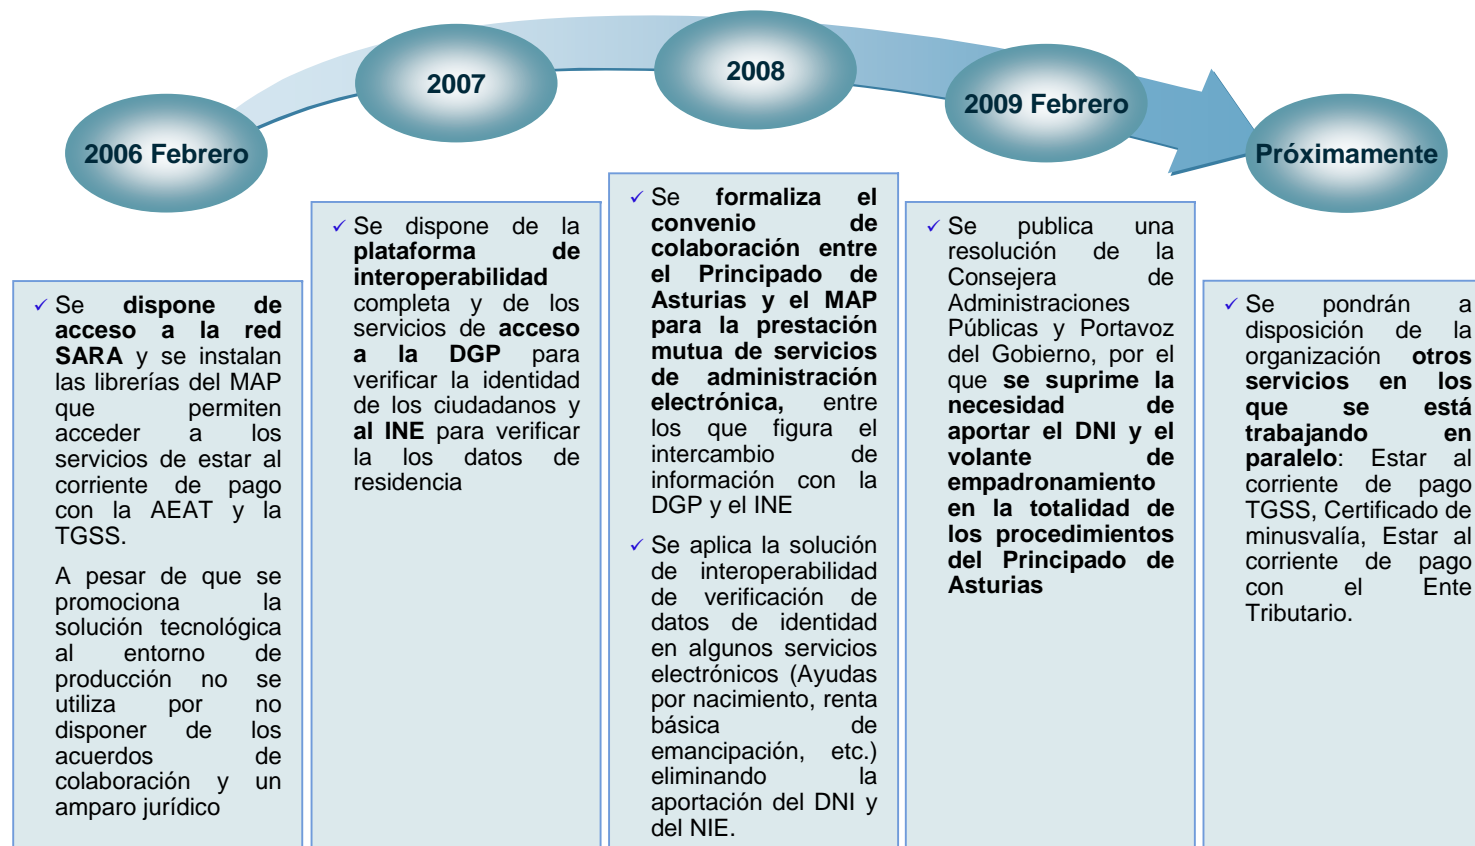 2006 Febrero
2007
2008
2009 Febrero
Próximamente
✓ Se dispone de
acceso a la red
SARA y se instalan
las librerías del MAP
que permiten
acceder a los
servicios de estar al
corriente de pago
con la AEAT y la
TGSS.
A pesar de que se
promociona la
solución tecnológica
al entorno de
producción no se
utiliza por no
disponer de los
acuerdos de
colaboración y un
amparo jurídico
✓ Se dispone de la
plataforma de
interoperabilidad
completa y de los
servicios de acceso
a la DGP para
verificar la identidad
de los ciudadanos y
al INE para verificar
la los datos de
residencia
✓ Se formaliza el
convenio de
colaboración entre
el Principado de
Asturias y el MAP
para la prestación
mutua de servicios
de administración
electrónica, entre
los que figura el
intercambio de
información con la
DGP y el INE
✓ Se aplica la solución
de interoperabilidad
de verificación de
datos de identidad
en algunos servicios
electrónicos (Ayudas
por nacimiento, renta
básica de
emancipación, etc.)
eliminando la
aportación del DNI y
del NIE.
✓ Se publica una
resolución de la
Consejera de
Administraciones
Públicas y Portavoz
del Gobierno, por el
que se suprime la
necesidad de
aportar el DNI y el
volante de
empadronamiento
en la totalidad de
los procedimientos
del Principado de
Asturias
✓ Se pondrán a
disposición de la
organización otros
servicios en los
que se está
trabajando en
paralelo: Estar al
corriente de pago
TGSS, Certificado de
minusvalía, Estar al
corriente de pago
con el Ente
Tributario.